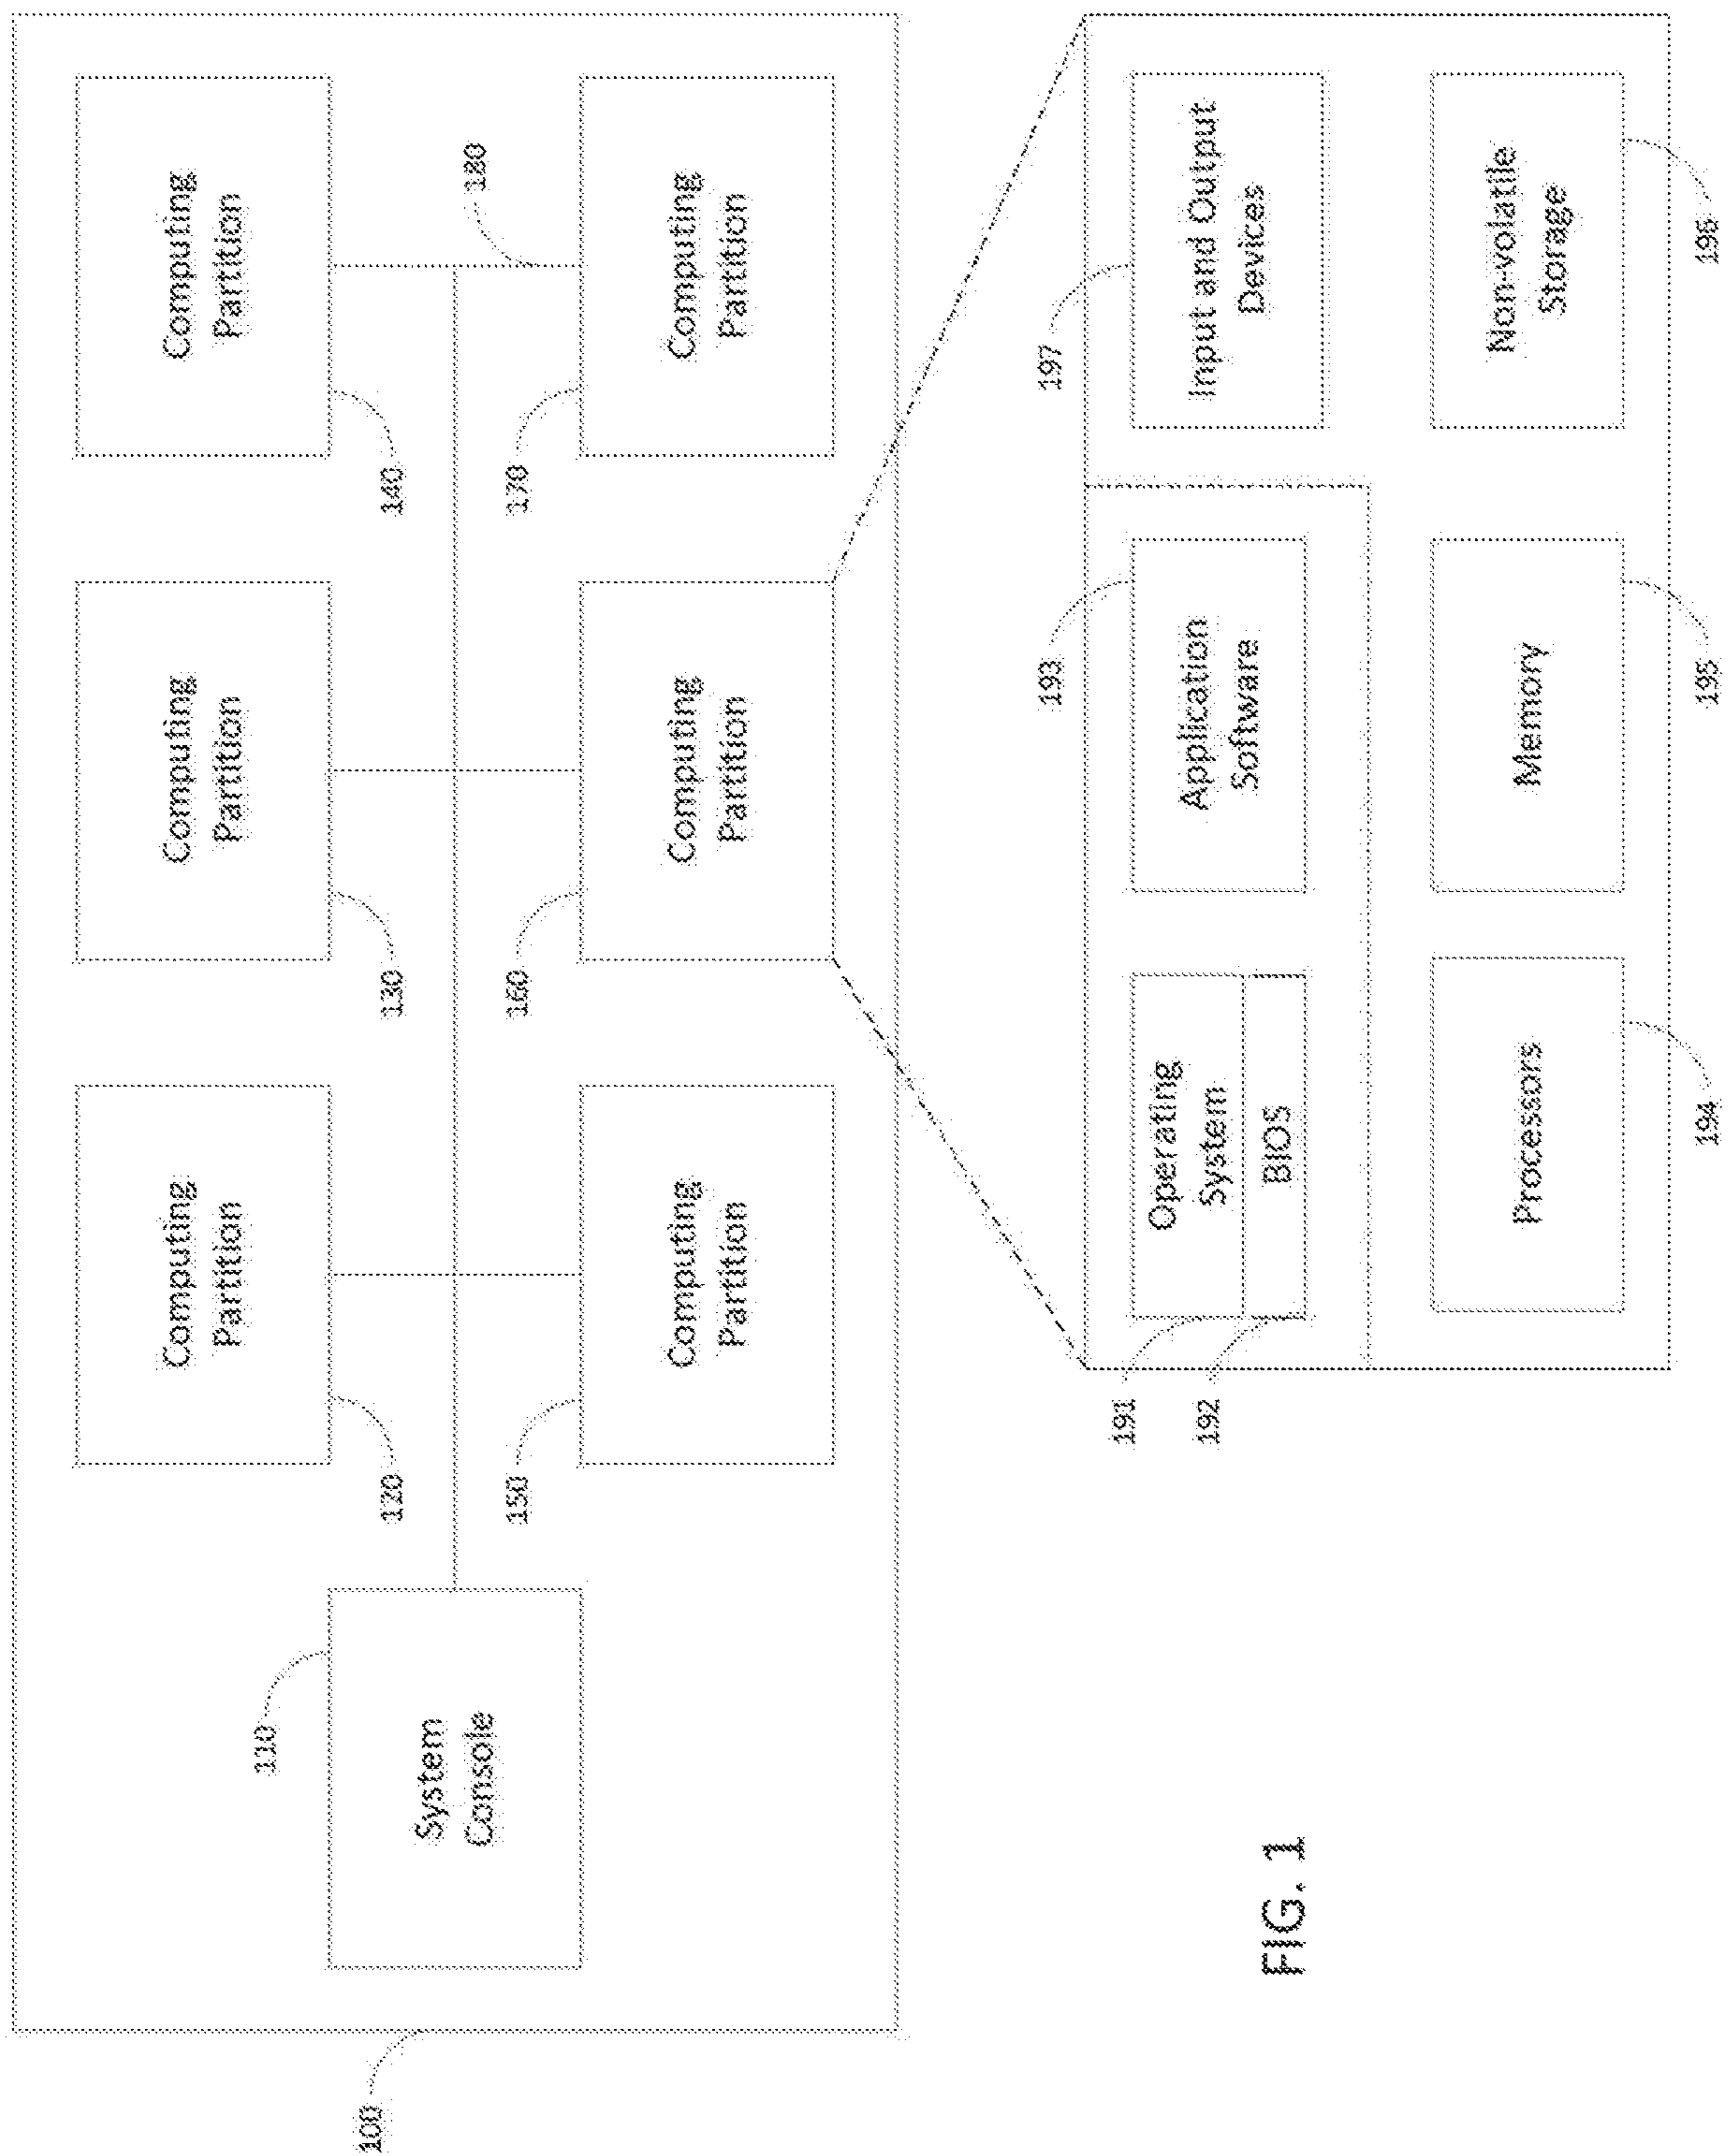 100
110
System
Console
120
Computing
Partition
130
Computing
Partition
140
Computing
Partition
150
Computing
Partition
160
Computing
Partition
170
Computing
Partition
180
191
Operating
System
192
BIOS
193
Application
Software
197
Input and Output
Devices
Processors
194
Memory
195
Non-volatile
Storage
196
FIG. 1